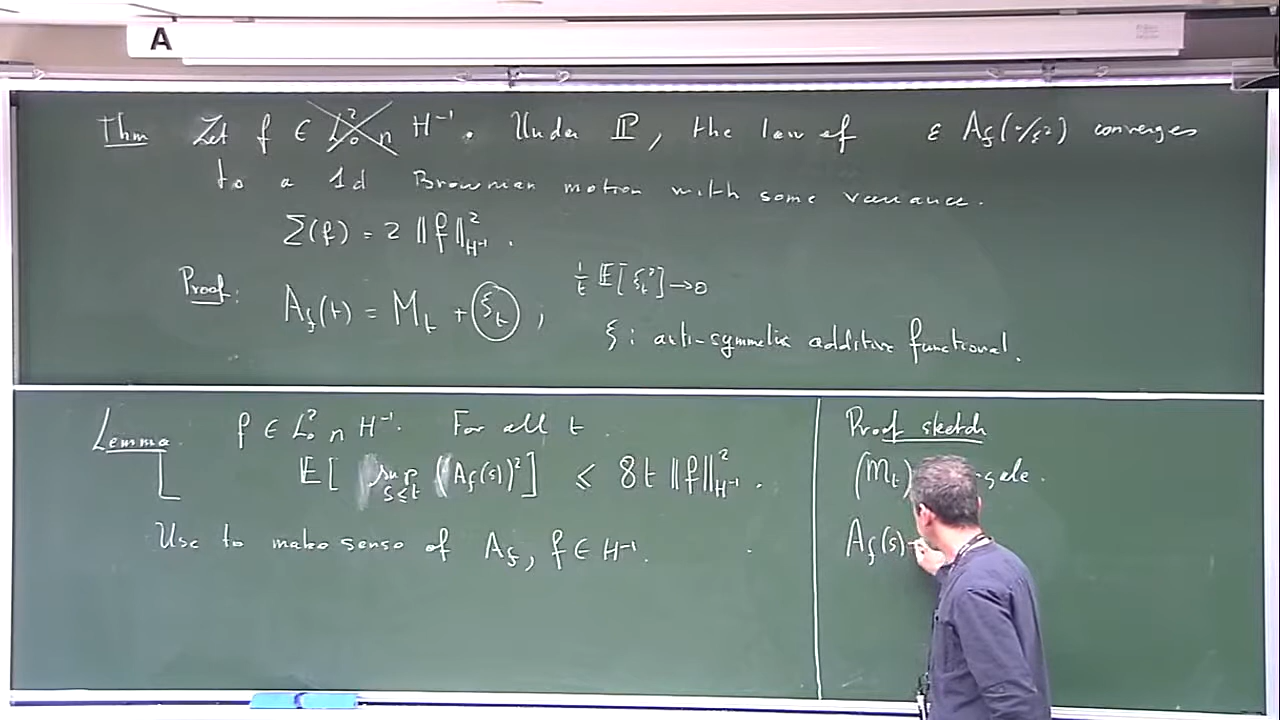 A
Thm Let f ∈ L²₀ ∩ H⁻¹. Under ℙ, the law of ε A_f(·/ε²) converges
to a 1d Brownian motion with some variance.
Σ(f) = 2 ‖f‖²_{H⁻¹}.
Proof: A_f(t) = M_t + ξ_t , 1/t 𝔼[ξ_t²] → 0
ξ : anti-symmetric additive functional.
Lemma. f ∈ L²₀ ∩ H⁻¹. For all t.
𝔼[ sup_{s≤t} (A_f(s)²] ≤ 8t ‖f‖²_{H⁻¹}.
Use to make sense of A_f, f ∈ H⁻¹.
Proof sketch
(M_t) gale.
A_f(s)